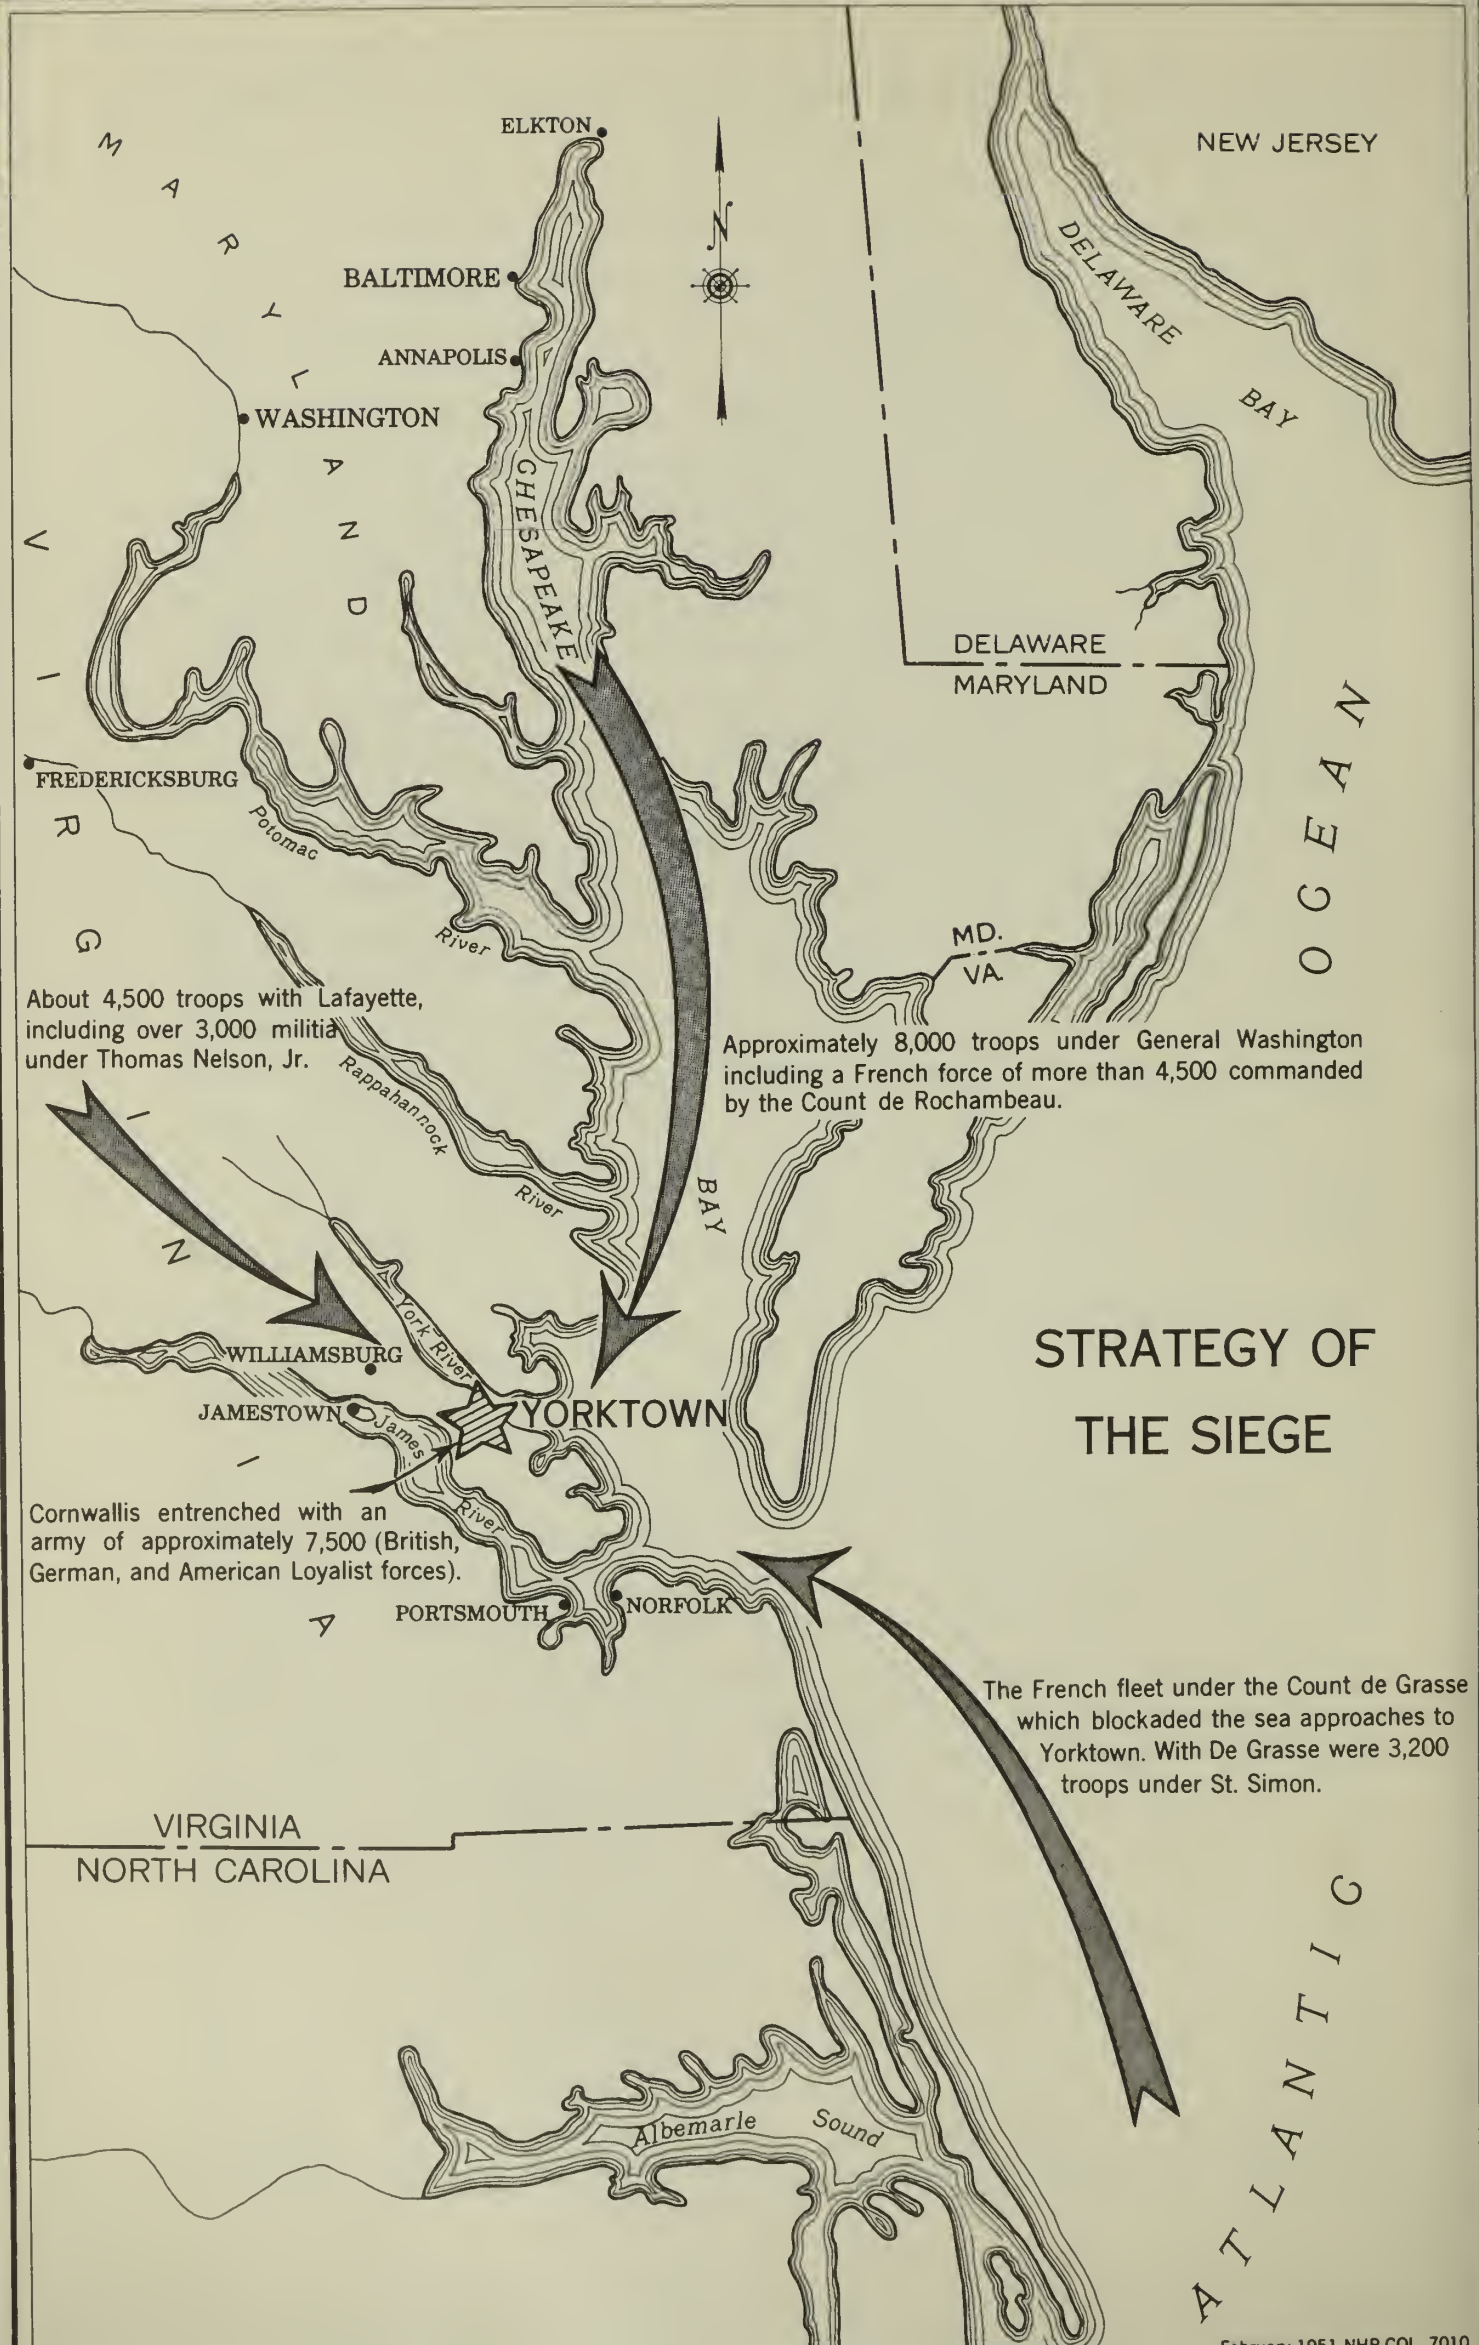 ELKTON
NEW JERSEY
MARYLAND
N
DELAWARE
BAY
BALTIMORE
ANNAPOLIS
WASHINGTON
CHESAPEAKE
BAY
VIRGINIA
DELAWARE
MARYLAND
FREDERICKSBURG
Potomac
River
MD.
VA.
About 4,500 troops with Lafayette,
including over 3,000 militia
under Thomas Nelson, Jr.
Rappahannock
River
Approximately 8,000 troops under General Washington
including a French force of more than 4,500 commanded
by the Count de Rochambeau.
York River
WILLIAMSBURG
JAMESTOWN
James
River
YORKTOWN
STRATEGY OF
THE SIEGE
Cornwallis entrenched with an
army of approximately 7,500 (British,
German, and American Loyalist forces).
PORTSMOUTH
NORFOLK
The French fleet under the Count de Grasse
which blockaded the sea approaches to
Yorktown. With De Grasse were 3,200
troops under St. Simon.
VIRGINIA
NORTH CAROLINA
Albemarle Sound
ATLANTIC
OCEAN
February 1951 NHP COL 7010